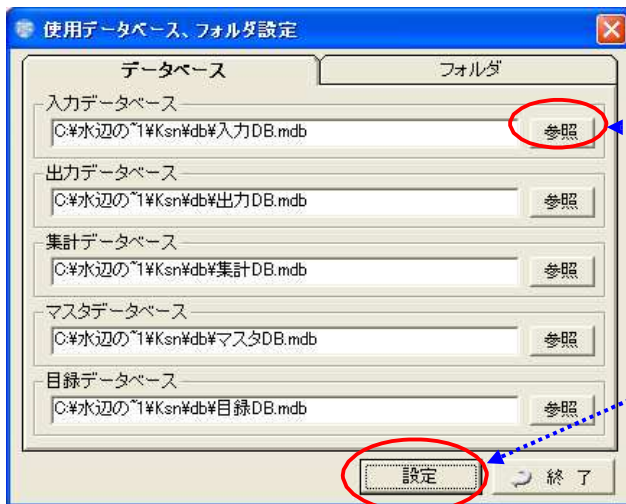 使用データベース、フォルダ設定
データベース
フォルダ
入力データベース
C:¥水辺の~1¥Ksn¥db¥入力DB.mdb
参照
出力データベース
C:¥水辺の~1¥Ksn¥db¥出力DB.mdb
参照
集計データベース
C:¥水辺の~1¥Ksn¥db¥集計DB.mdb
参照
マスタデータベース
C:¥水辺の~1¥Ksn¥db¥マスタDB.mdb
参照
目録データベース
C:¥水辺の~1¥Ksn¥db¥目録DB.mdb
参照
設定
終 了